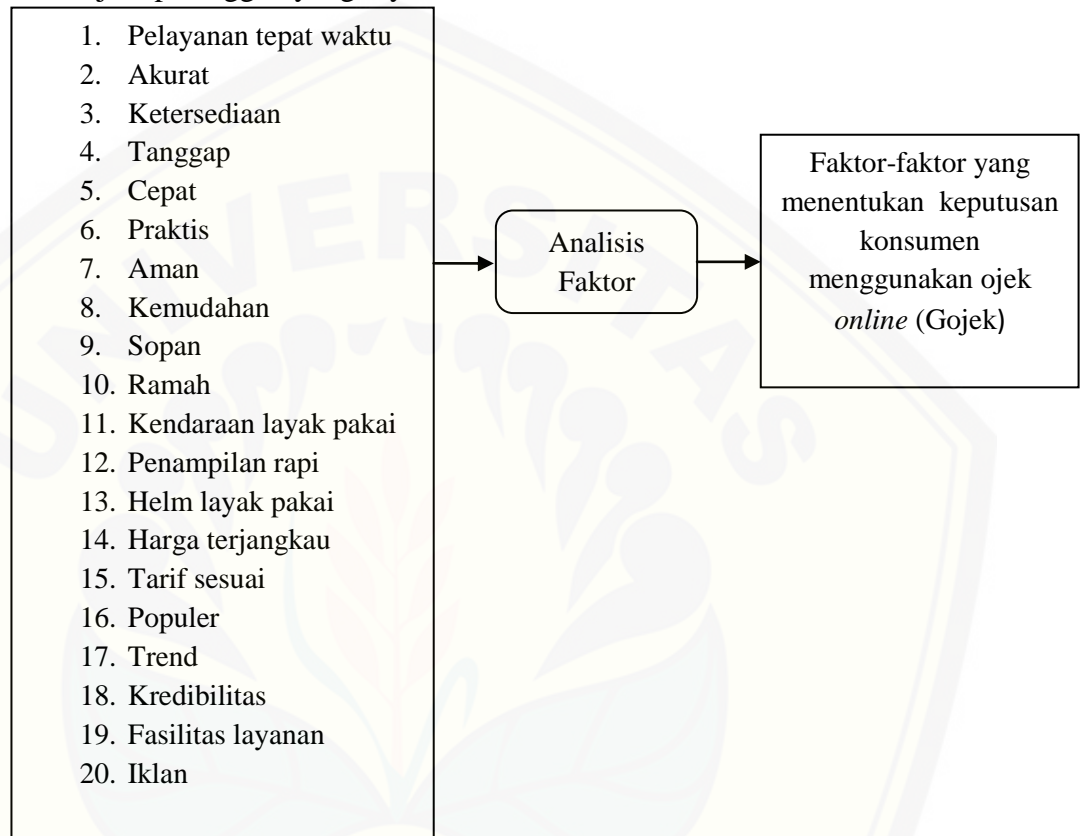 1. Pelayanan tepat waktu
2. Akurat
3. Ketersediaan
4. Tanggap
5. Cepat
6. Praktis
7. Aman
8. Kemudahan
9. Sopan
10. Ramah
11. Kendaraan layak pakai
12. Penampilan rapi
13. Helm layak pakai
14. Harga terjangkau
15. Tarif sesuai
16. Populer
17. Trend
18. Kredibilitas
19. Fasilitas layanan
20. Iklan
Analisis
Faktor
Faktor-faktor yang
menentukan keputusan
konsumen
menggunakan ojek
online (Gojek)
UNIVERSITAS